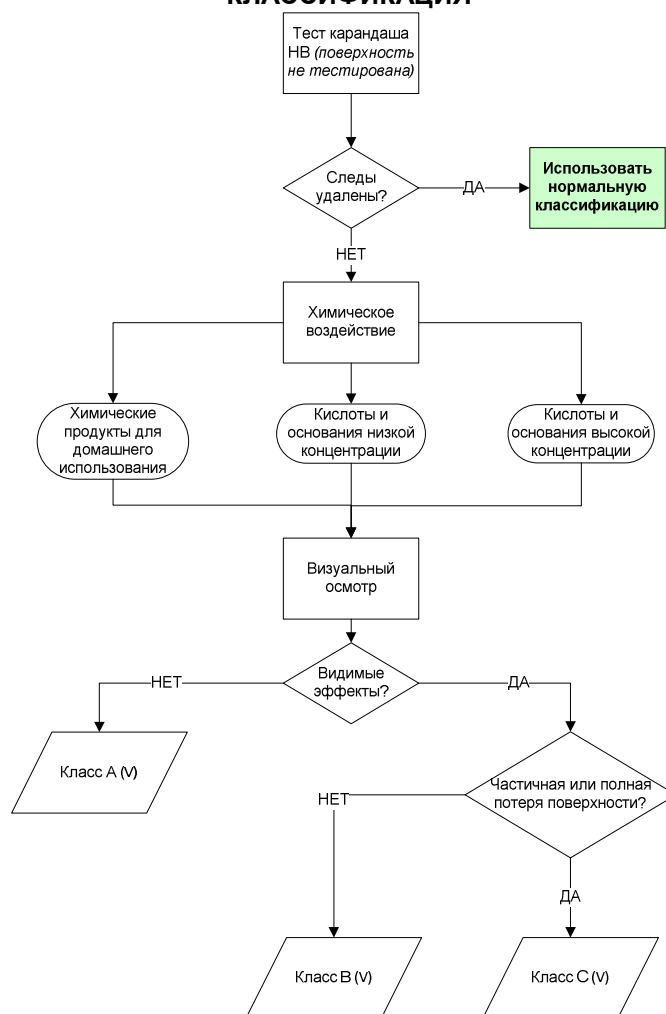 КЛАССИФИКАЦИЯ
Тест карандаша
HB (поверхность
не тестирована)
Следы
удалены?
ДА
Использовать
нормальную
классификацию
НЕТ
Химическое
воздействие
Химические
продукты для
домашнего
использования
Кислоты и
основания низкой
концентрации
Кислоты и
основания высокой
концентрации
Визуальный
осмотр
Видимые
эффекты?
НЕТ
ДА
Класс A (V)
Частичная или полная
потеря поверхности?
НЕТ
ДА
Класс B (V)
Класс C (V)